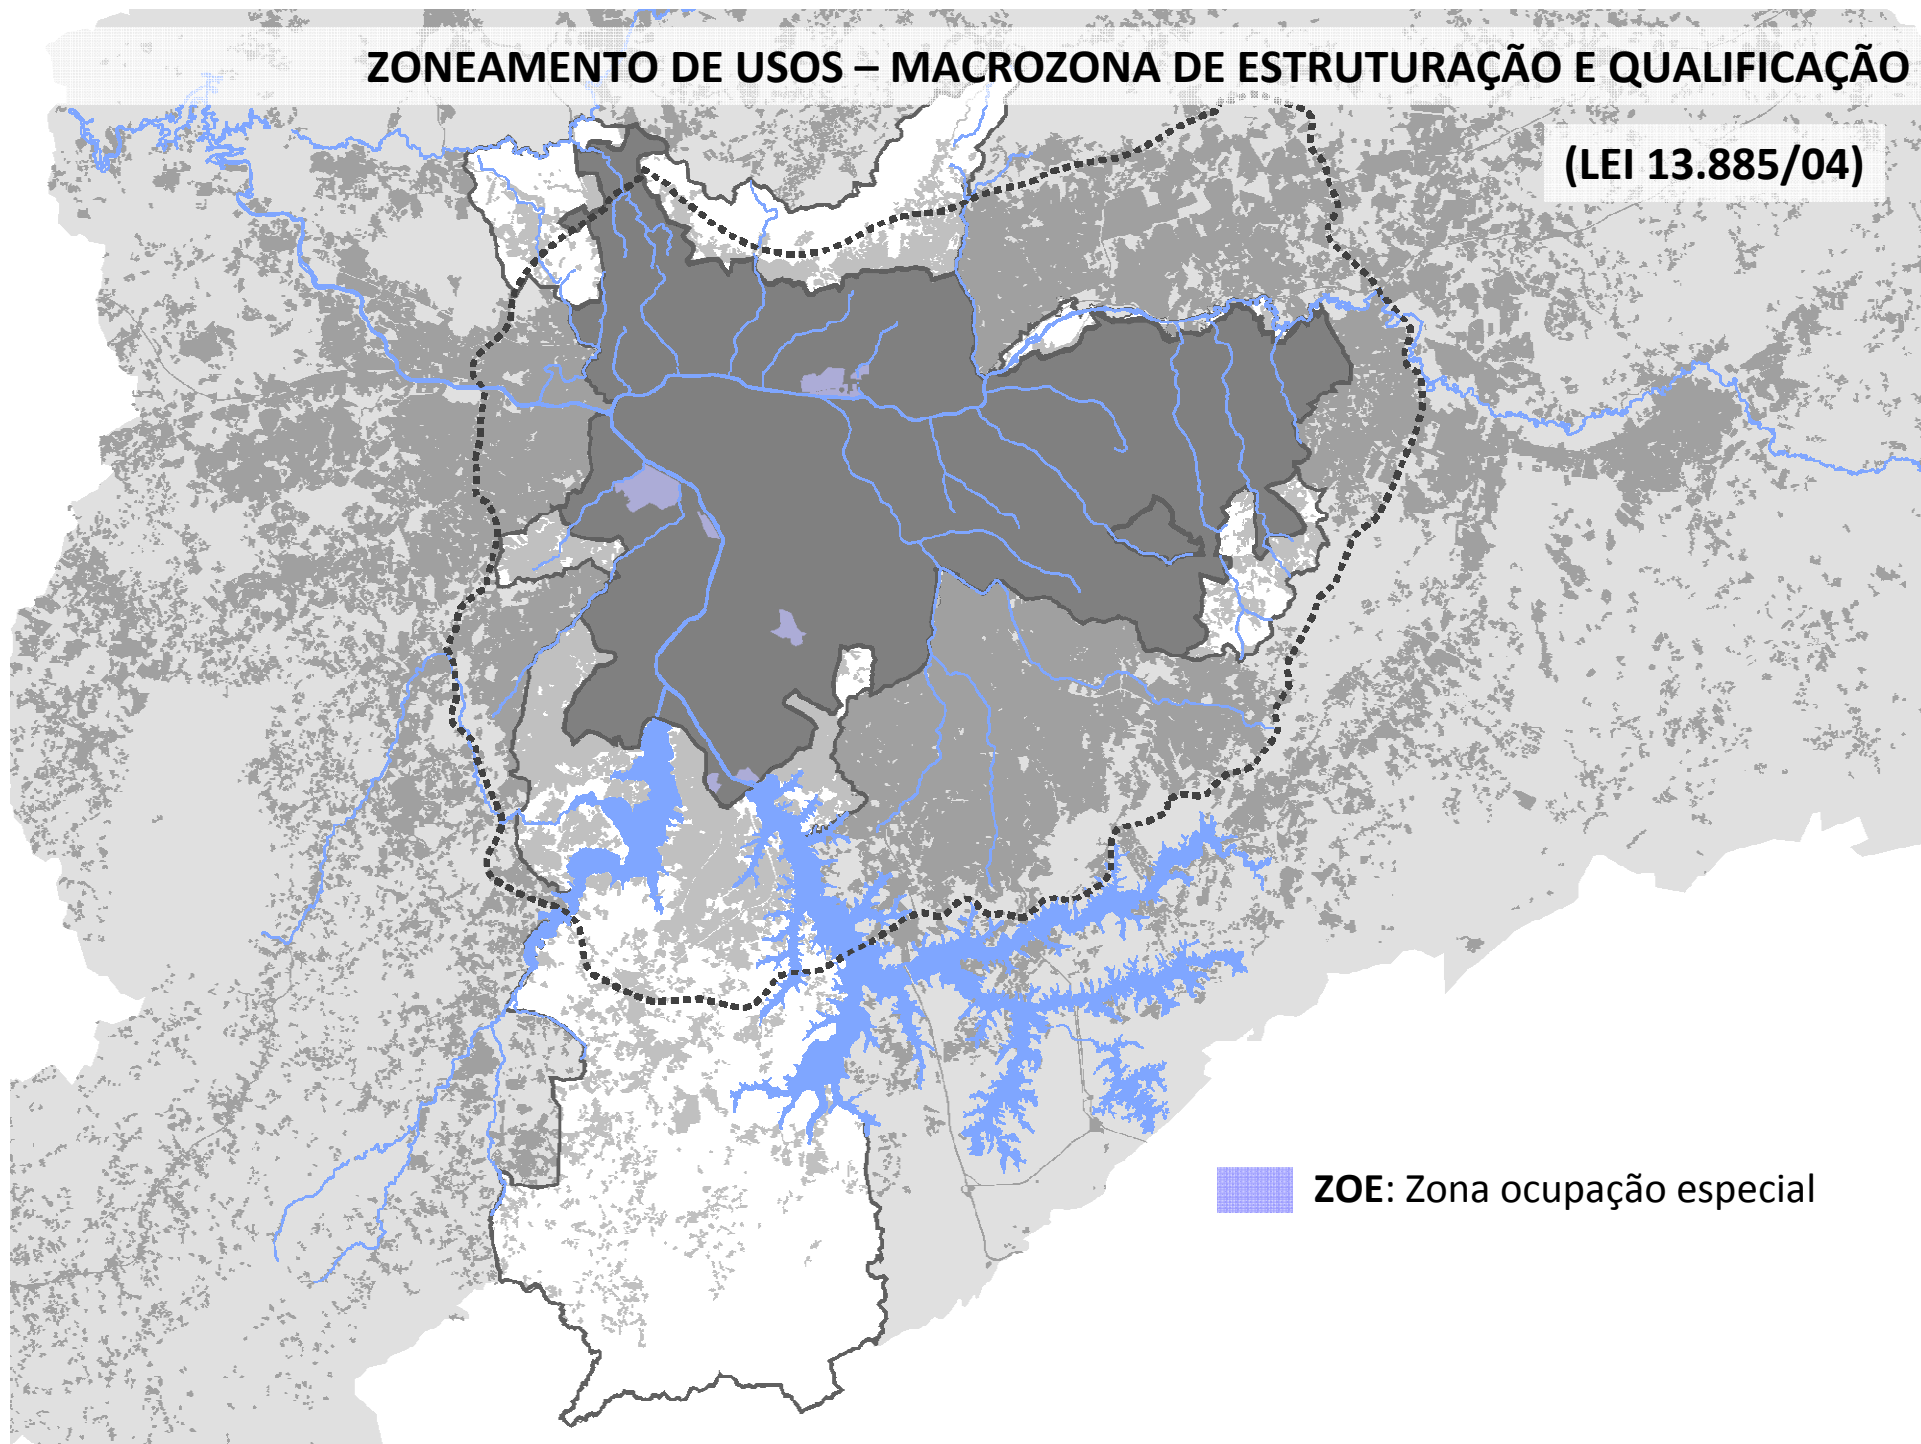 ZONEAMENTO DE USOS – MACROZONA DE ESTRUTURAÇÃO E QUALIFICAÇÃO
(LEI 13.885/04)
ZOE: Zona ocupação especial